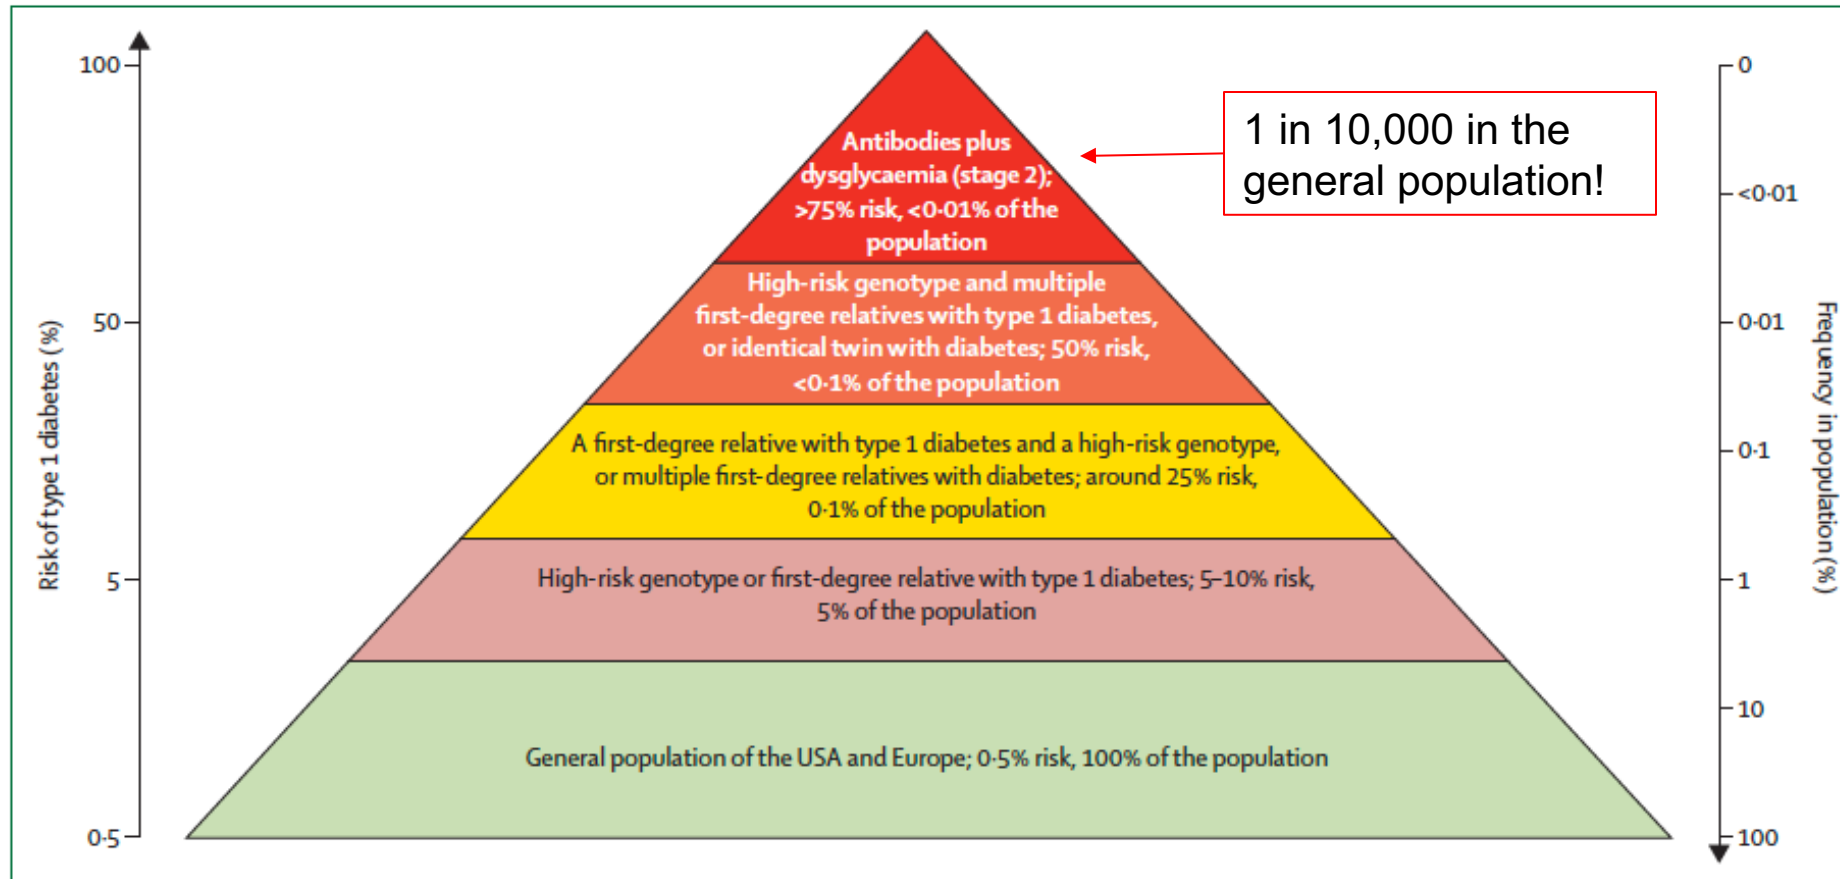 100
50
5
0·5
Risk of type 1 diabetes (%)
Antibodies plus
dysglycaemia (stage 2);
>75% risk, <0·01% of the
population
High-risk genotype and multiple
first-degree relatives with type 1 diabetes,
or identical twin with diabetes; 50% risk,
<0·1% of the population
A first-degree relative with type 1 diabetes and a high-risk genotype,
or multiple first-degree relatives with diabetes; around 25% risk,
0·1% of the population
High-risk genotype or first-degree relative with type 1 diabetes; 5–10% risk,
5% of the population
General population of the USA and Europe; 0·5% risk, 100% of the population
1 in 10,000 in the
general population!
0
<0·01
0·01
0·1
1
10
100
Frequency in population (%)